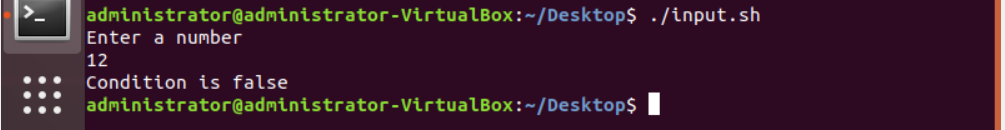 administrator@administrator-VirtualBox:~/Desktop$ ./input.sh
Enter a number
12
Condition is false
administrator@administrator-VirtualBox:~/Desktop$